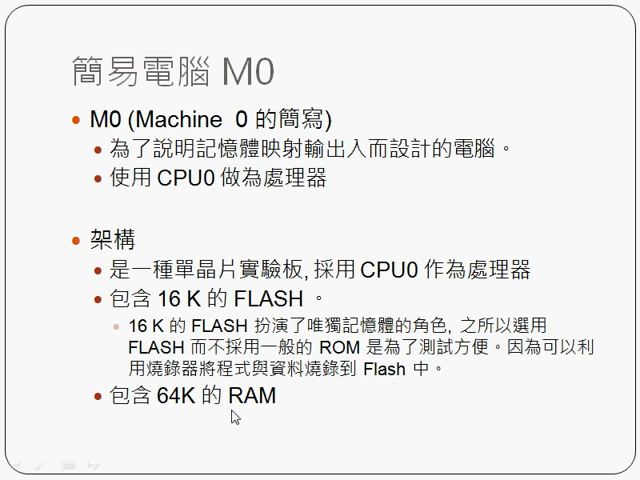 簡易電腦 M0
M0 (Machine 0 的簡寫)
為了說明記憶體映射輸出入而設計的電腦。
使用 CPU0 做為處理器
架構
是一種單晶片實驗板, 採用 CPU0 作為處理器
包含 16 K 的 FLASH 。
16 K 的 FLASH 扮演了唯獨記憶體的角色, 之所以選用
FLASH 而不採用一般的 ROM 是為了測試方便。因為可以利
用燒錄器將程式與資料燒錄到 Flash 中。
包含 64K 的 RAM